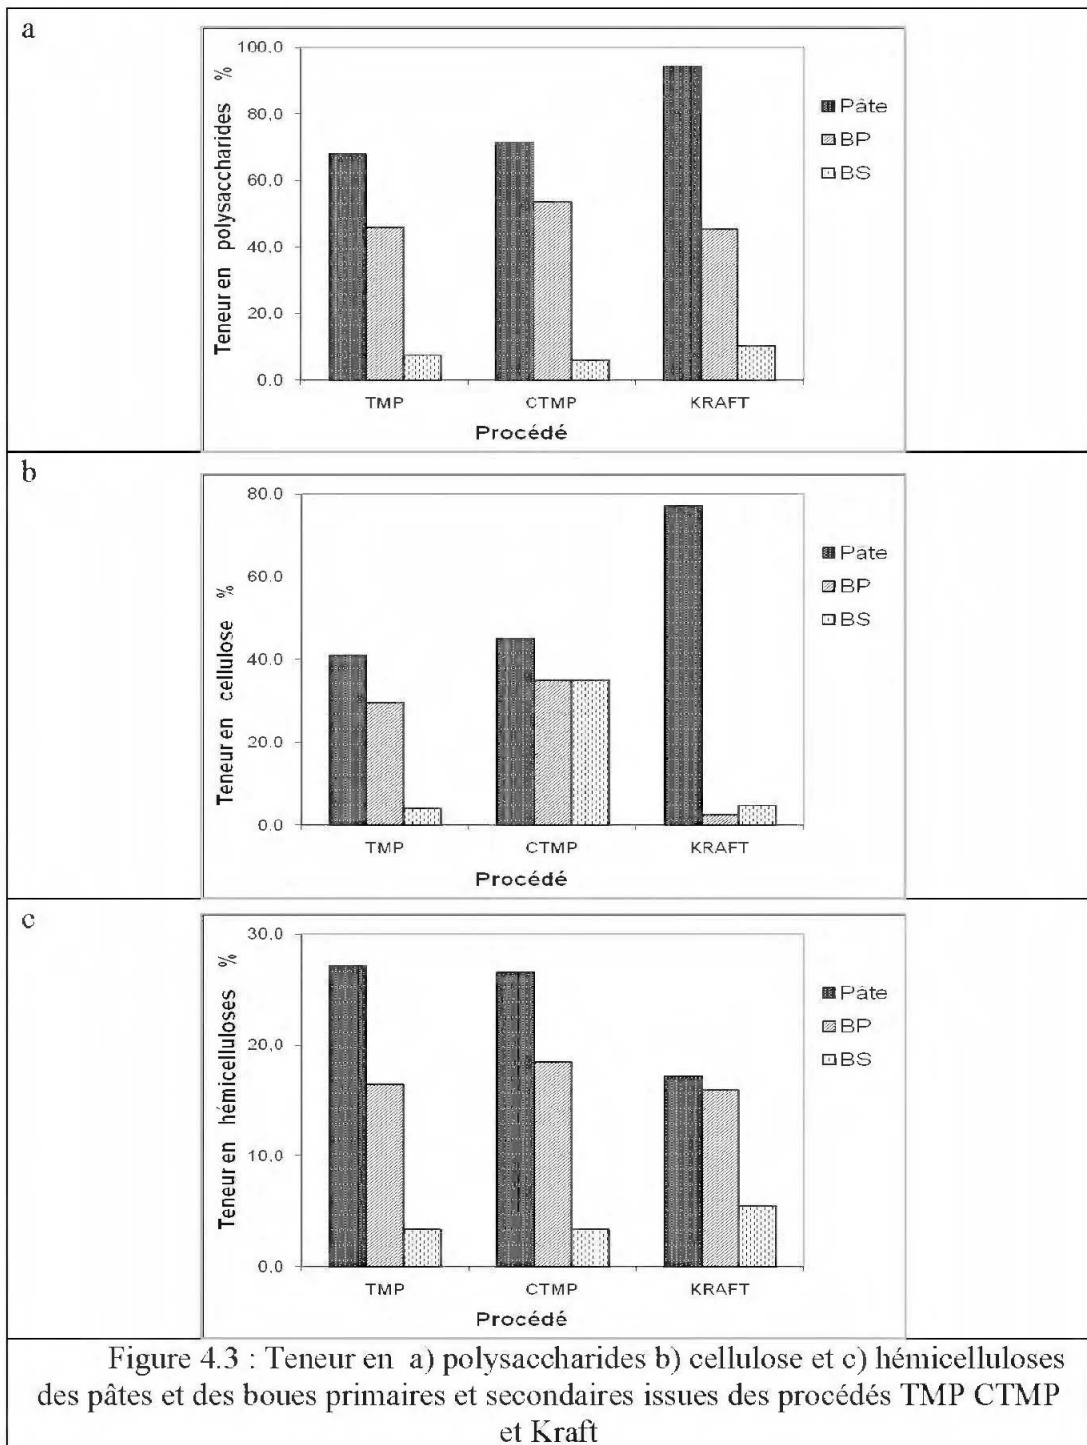 a
100.0
80.0
60.0
40.0
20.0
0.0
Teneur en polysaccharides %
TMP
CTMP
KRAFT
Procédé
Pâte
BP
BS
b
80.0
60.0
40.0
20.0
0.0
Teneur en cellulose %
TMP
CTMP
KRAFT
Procédé
Pâte
BP
BS
c
30.0
20.0
10.0
0.0
Teneur en hémicelluloses %
TMP
CTMP
KRAFT
Procédé
Pâte
BP
BS
Figure 4.3 : Teneur en a) polysaccharides b) cellulose et c) hémicelluloses
des pâtes et des boues primaires et secondaires issues des procédés TMP CTMP
et Kraft